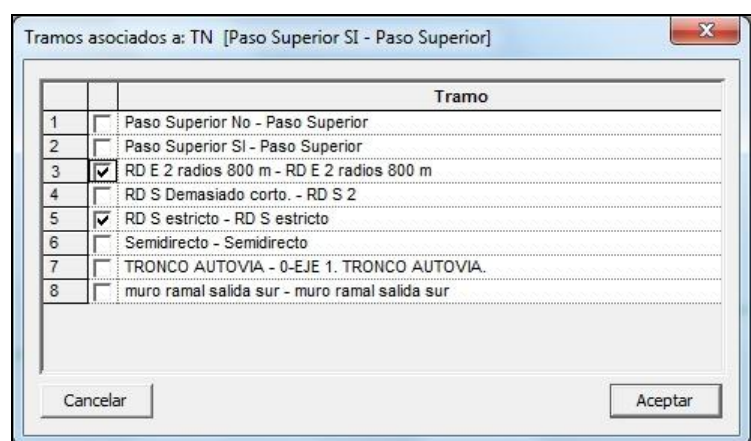 Tramos asociados a: TN [Paso Superior SI - Paso Superior]
Tramo
1 Paso Superior No - Paso Superior
2 Paso Superior SI - Paso Superior
3 RD E 2 radios 800 m - RD E 2 radios 800 m
4 RD S Demasiado corto. - RD S 2
5 RD S estricto - RD S estricto
6 Semidirecto - Semidirecto
7 TRONCO AUTOVIA - 0-EJE 1. TRONCO AUTOVIA.
8 muro ramal salida sur - muro ramal salida sur
Cancelar Aceptar